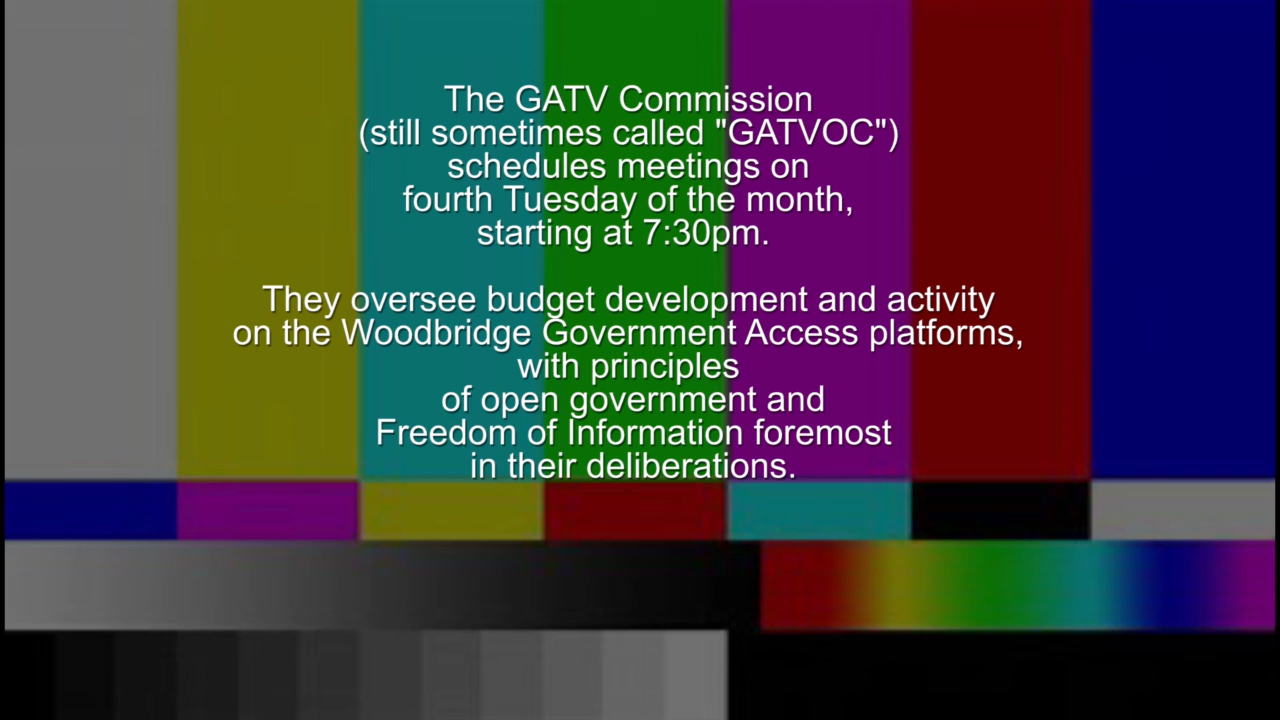 The GATV Commission
(still sometimes called "GATVOC")
schedules meetings on
fourth Tuesday of the month,
starting at 7:30pm.
They oversee budget development and activity
on the Woodbridge Government Access platforms,
with principles
of open government and
Freedom of Information foremost
in their deliberations.